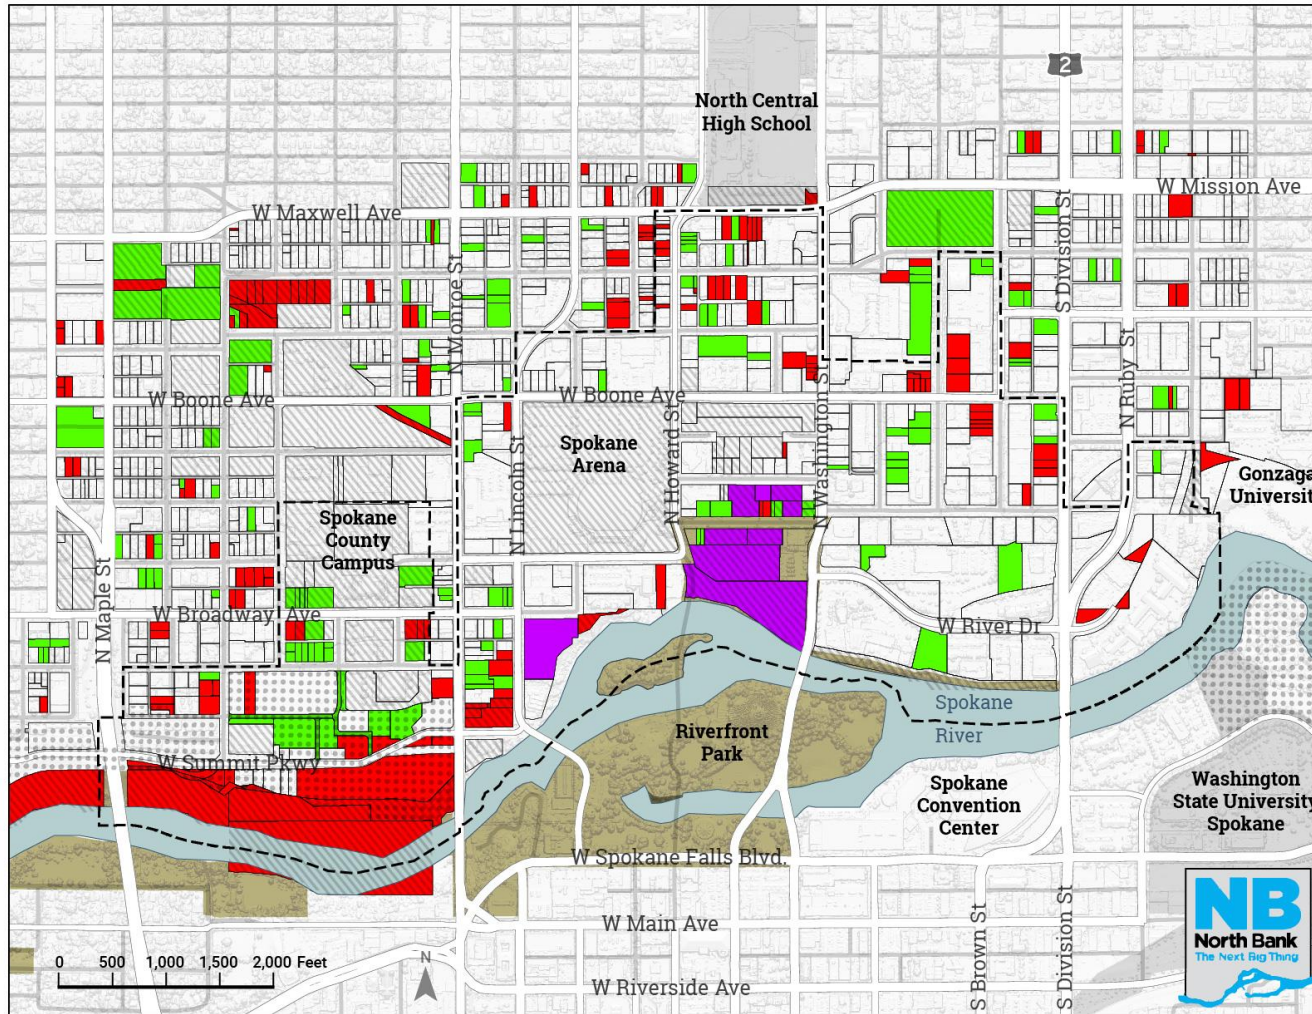 2
North Central
High School
W Mission Ave
W Maxwell Ave
S Division St
N Monroe St
N Ruby St
W Boone Ave
W Boone Ave
N Washington St
N Howard St
N Lincoln St
Spokane
Arena
Gonzaga
Universit
Spokane
County
Campus
N Maple St
W Broadway Ave
W River Dr
Spokane
River
Riverfront
Park
W Summit Pkwy
Spokane
Convention
Center
Washington
State University
Spokane
W Spokane Falls Blvd.
W Main Ave
S Brown St
S Division St
W Riverside Ave
N
0 500 1,000 1,500 2,000 Feet
NB
North Bank
The Next Big Thing